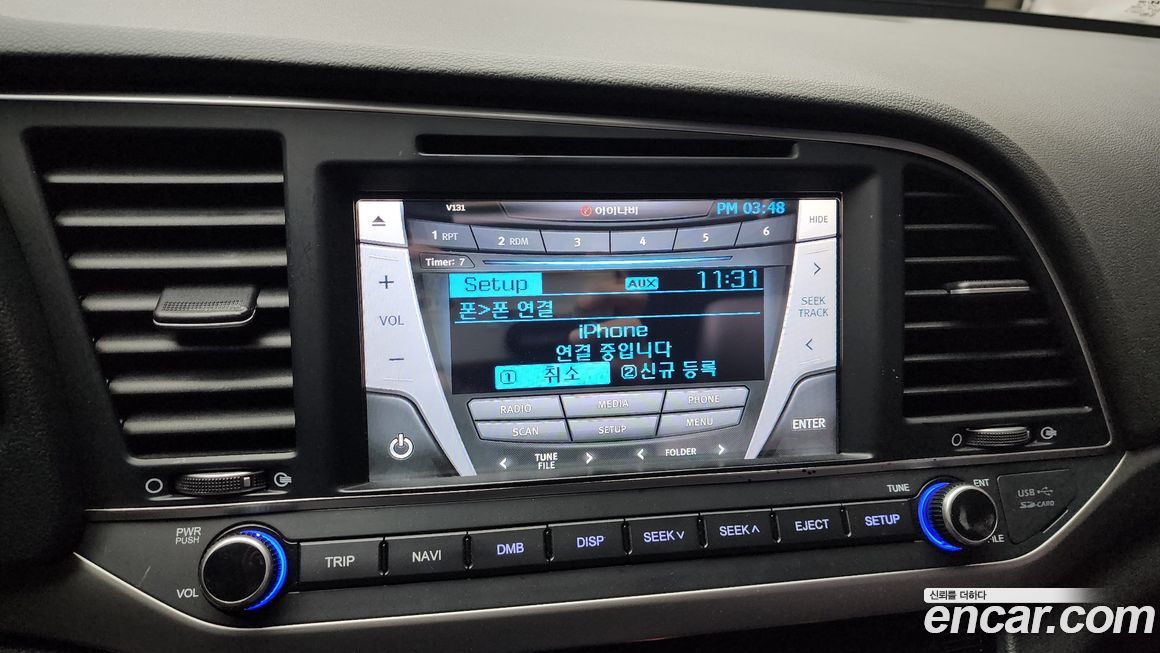 V131
아이나비
PM 03:48
HIDE
1 RPT
2 RDM
3
4
5
6
Timer: 7
Setup
AUX
11:31
폰>폰 연결
iPhone
연결 중입니다
1 취소
2 신규 등록
+
VOL
−
>
SEEK
TRACK
<
RADIO
MEDIA
PHONE
SCAN
SETUP
MENU
ENTER
< TUNE FILE >
< FOLDER >
PWR
PUSH
VOL
TRIP
NAVI
DMB
DISP
SEEK ∨
SEEK ∧
EJECT
SETUP
TUNE
ENT
FILE
USB
SD-CARD
신뢰를 더하다
encar.com